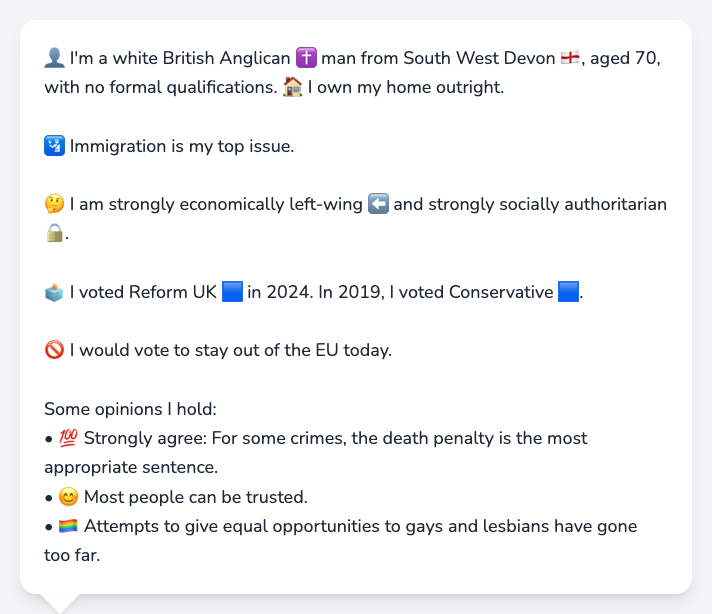 👤 I'm a white British Anglican ✝️ man from South West Devon 🏴󠁧󠁢󠁥󠁮󠁧󠁿, aged 70,
with no formal qualifications. 🏠 I own my home outright.
🛂 Immigration is my top issue.
🤔 I am strongly economically left-wing ⬅️ and strongly socially authoritarian
🔒.
🗳️ I voted Reform UK 🟦 in 2024. In 2019, I voted Conservative 🟦.
🚫 I would vote to stay out of the EU today.
Some opinions I hold:
• 💯 Strongly agree: For some crimes, the death penalty is the most
appropriate sentence.
• 😊 Most people can be trusted.
• 🏳️‍🌈 Attempts to give equal opportunities to gays and lesbians have gone
too far.